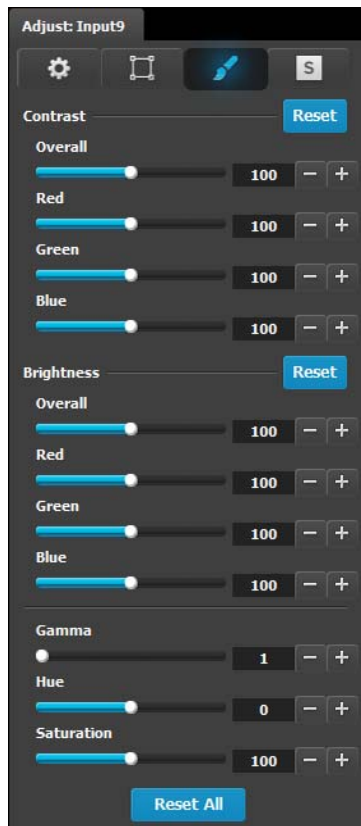 Adjust: Input9
S
Contrast Reset
Overall
100 − +
Red
100 − +
Green
100 − +
Blue
100 − +
Brightness Reset
Overall
100 − +
Red
100 − +
Green
100 − +
Blue
100 − +
Gamma
1 − +
Hue
0 − +
Saturation
100 − +
Reset All